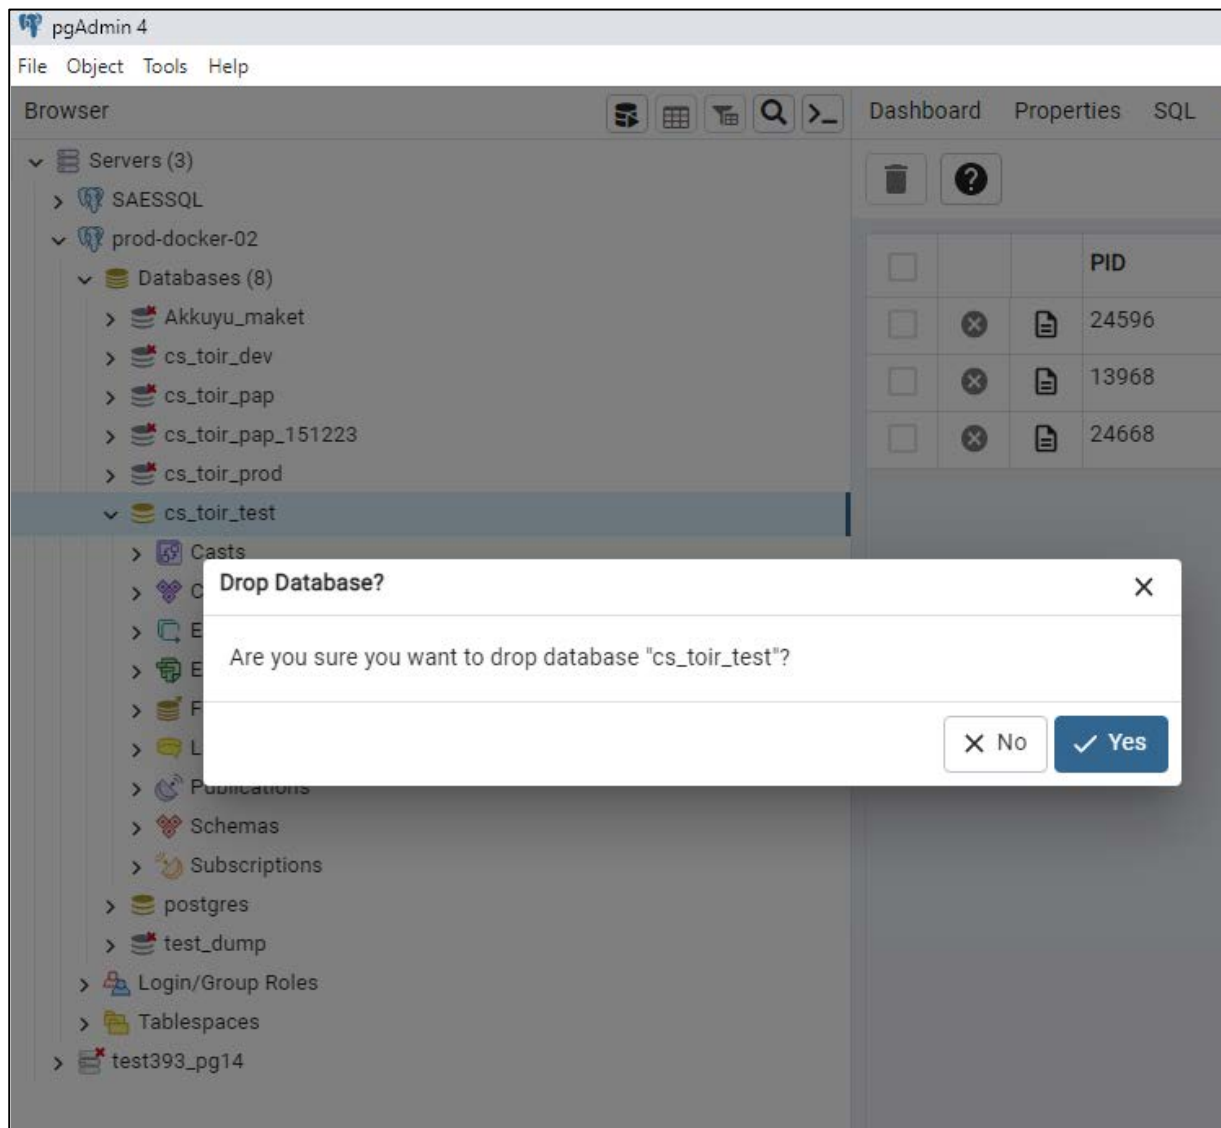 pgAdmin 4
File Object Tools Help
Browser
Dashboard Properties SQL
Servers (3)
SAESSQL
prod-docker-02
Databases (8)
Akkuyu_maket
cs_toir_dev
cs_toir_pap
cs_toir_pap_151223
cs_toir_prod
cs_toir_test
Casts
C
E
E
F
L
Publications
Schemas
Subscriptions
postgres
test_dump
Login/Group Roles
Tablespaces
test393_pg14
PID
24596
13968
24668
Drop Database?
Are you sure you want to drop database "cs_toir_test"?
No Yes